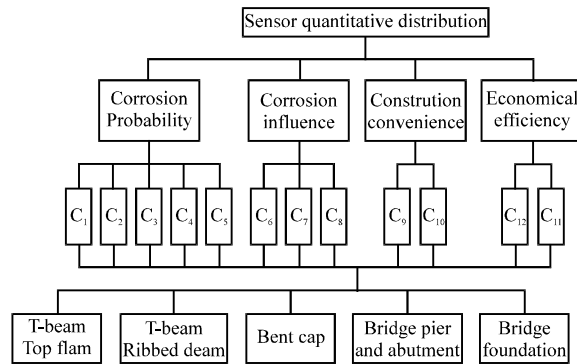 Sensor quantitative distribution
Corrosion
Probability
Corrosion
influence
Constrution
convenience
Economical
efficiency
C₁ C₂ C₃ C₄ C₅ C₆ C₇ C₈ C₉ C₁₀ C₁₂ C₁₁
T-beam
Top flam
T-beam
Ribbed deam
Bent cap
Bridge pier
and abutment
Bridge
foundation